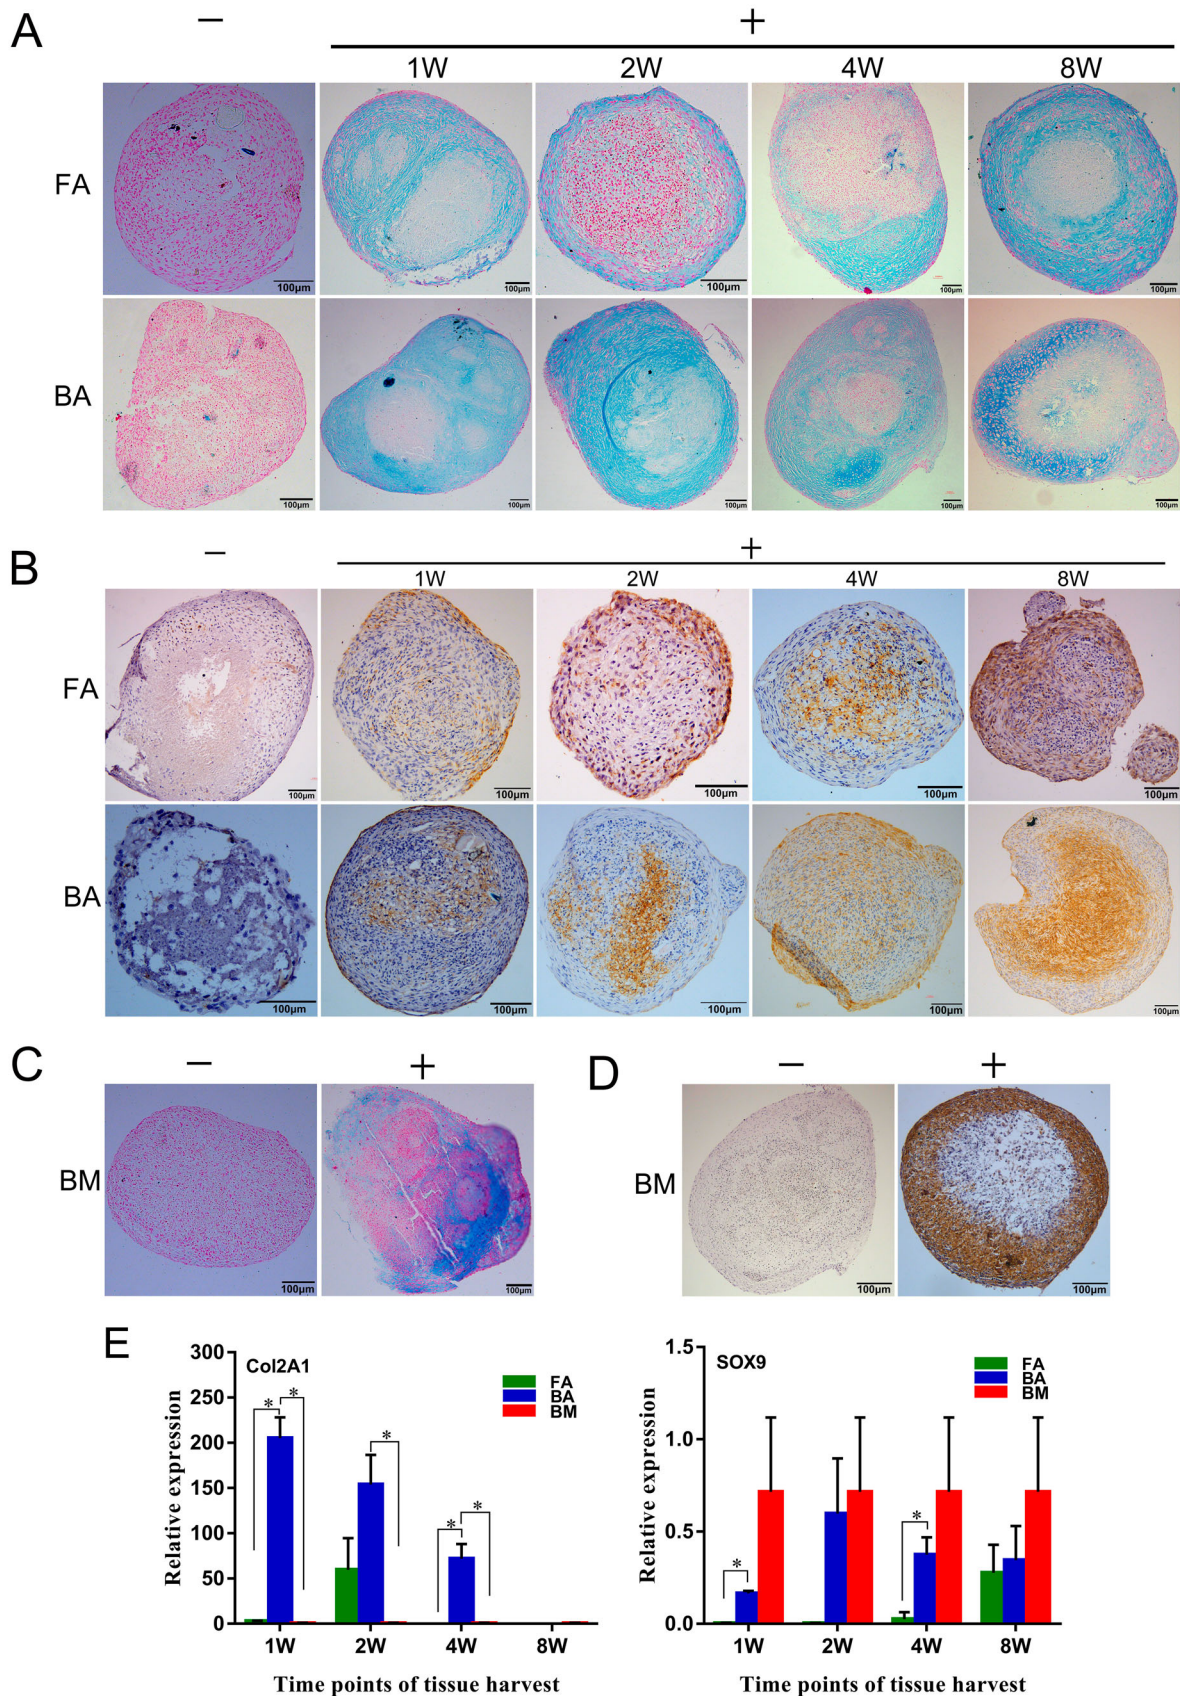 A
− +
1W 2W 4W 8W
FA
100μm 100μm 100μm 100μm 100μm
BA
100μm 100μm 100μm 100μm 100μm
B
− +
1W 2W 4W 8W
FA
100μm 100μm 100μm 100μm 100μm
BA
100μm 100μm 100μm 100μm 100μm
C
− +
BM
100μm 100μm
D
− +
BM
100μm 100μm
E
Col2A1
FA
BA
BM
Relative expression
300
250
200
150
100
50
0
* *
*
* *
1W 2W 4W 8W
Time points of tissue harvest
SOX9
FA
BA
BM
Relative expression
1.5
1.0
0.5
0.0
*
*
1W 2W 4W 8W
Time points of tissue harvest